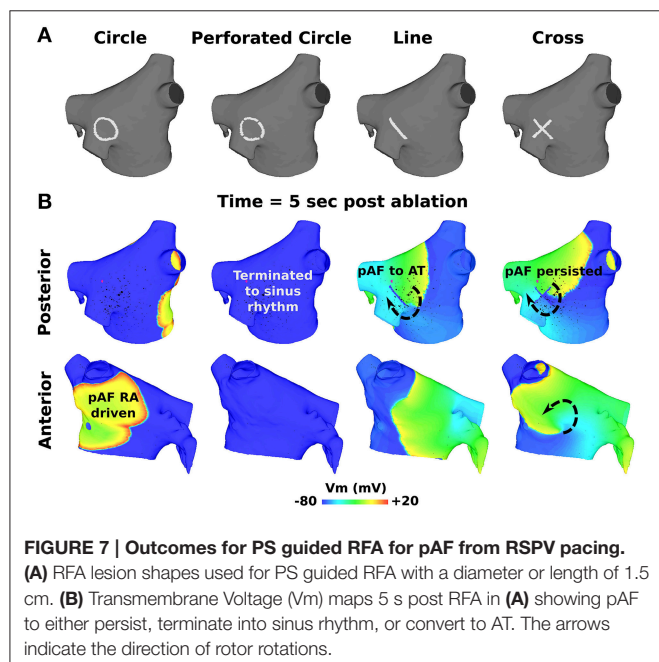 A
Circle Perforated Circle Line Cross
B
Time = 5 sec post ablation
Posterior
Terminated
to sinus
rhythm
pAF to AT
pAF persisted
Anterior
pAF RA
driven
Vm (mV)
-80 +20
FIGURE 7 | Outcomes for PS guided RFA for pAF from RSPV pacing.
(A) RFA lesion shapes used for PS guided RFA with a diameter or length of 1.5
cm. (B) Transmembrane Voltage (Vm) maps 5 s post RFA in (A) showing pAF
to either persist, terminate into sinus rhythm, or convert to AT. The arrows
indicate the direction of rotor rotations.